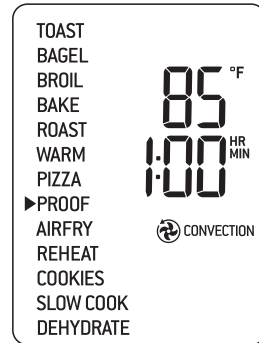 TOAST
BAGEL
BROIL
BAKE
ROAST
WARM
PIZZA
▶PROOF
AIRFRY
REHEAT
COOKIES
SLOW COOK
DEHYDRATE
85 °F
1:00 HR MIN
CONVECTION